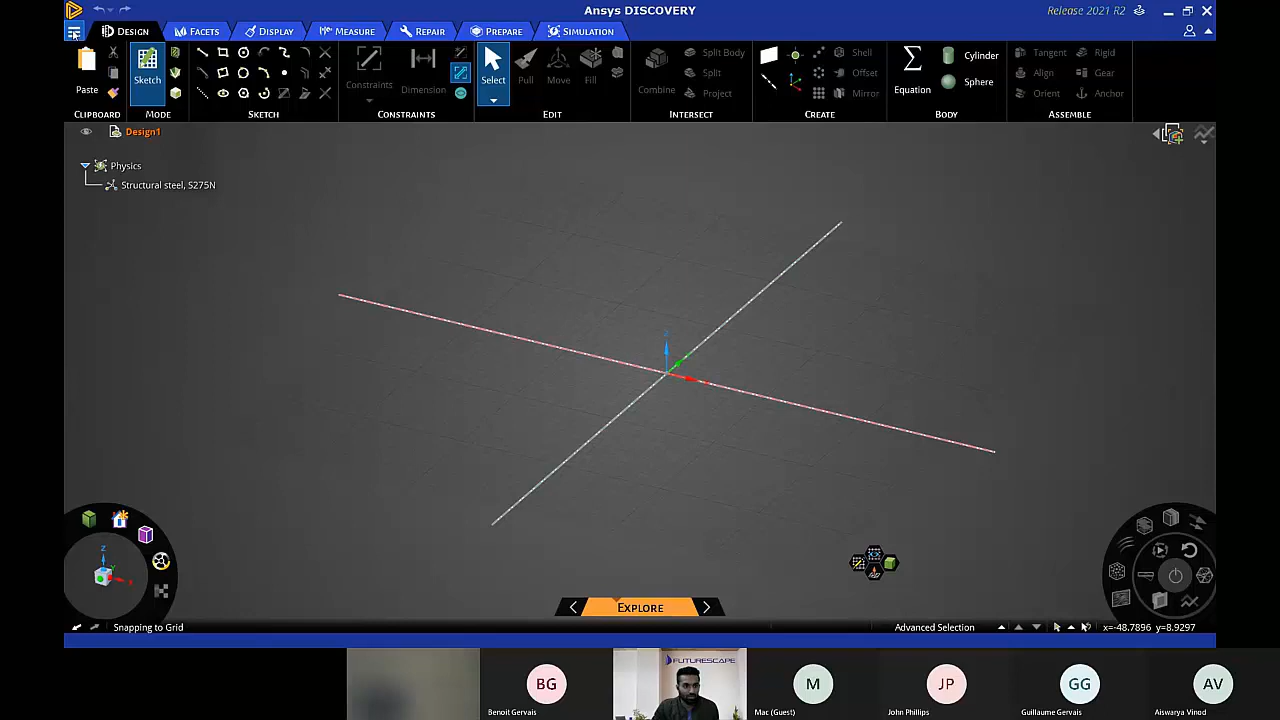 Ansys DISCOVERY
Release 2021 R2
DESIGN
FACETS
DISPLAY
MEASURE
REPAIR
PREPARE
SIMULATION
Paste
Sketch
Constraints
Dimension
Select
Pull
Move
Fill
Combine
Split Body
Split
Project
Shell
Offset
Mirror
Equation
Cylinder
Sphere
Tangent
Rigid
Align
Gear
Orient
Anchor
CLIPBOARD
MODE
SKETCH
CONSTRAINTS
EDIT
INTERSECT
CREATE
BODY
ASSEMBLE
Design1
Physics
Structural steel, S275N
Z
Z
Y
X
EXPLORE
Snapping to Grid
Advanced Selection
x=-48.7896 y=8.9297
FUTURESCAPE
BG
M
JP
GG
AV
Benoit Gervais
Mac (Guest)
John Phillips
Guillaume Gervais
Aiswarya Vinod